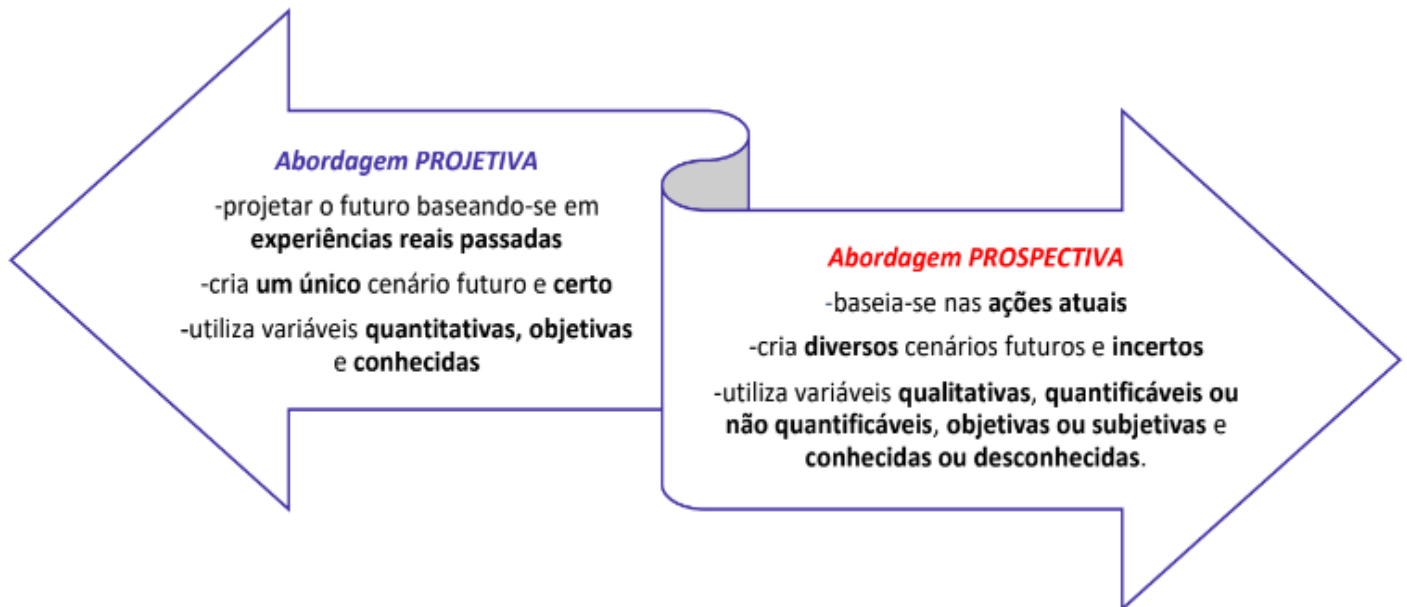 Abordagem PROJETIVA
-projetar o futuro baseando-se em
experiências reais passadas
-cria um único cenário futuro e certo
-utiliza variáveis quantitativas, objetivas
e conhecidas
Abordagem PROSPECTIVA
-baseia-se nas ações atuais
-cria diversos cenários futuros e incertos
-utiliza variáveis qualitativas, quantificáveis ou
não quantificáveis, objetivas ou subjetivas e
conhecidas ou desconhecidas.